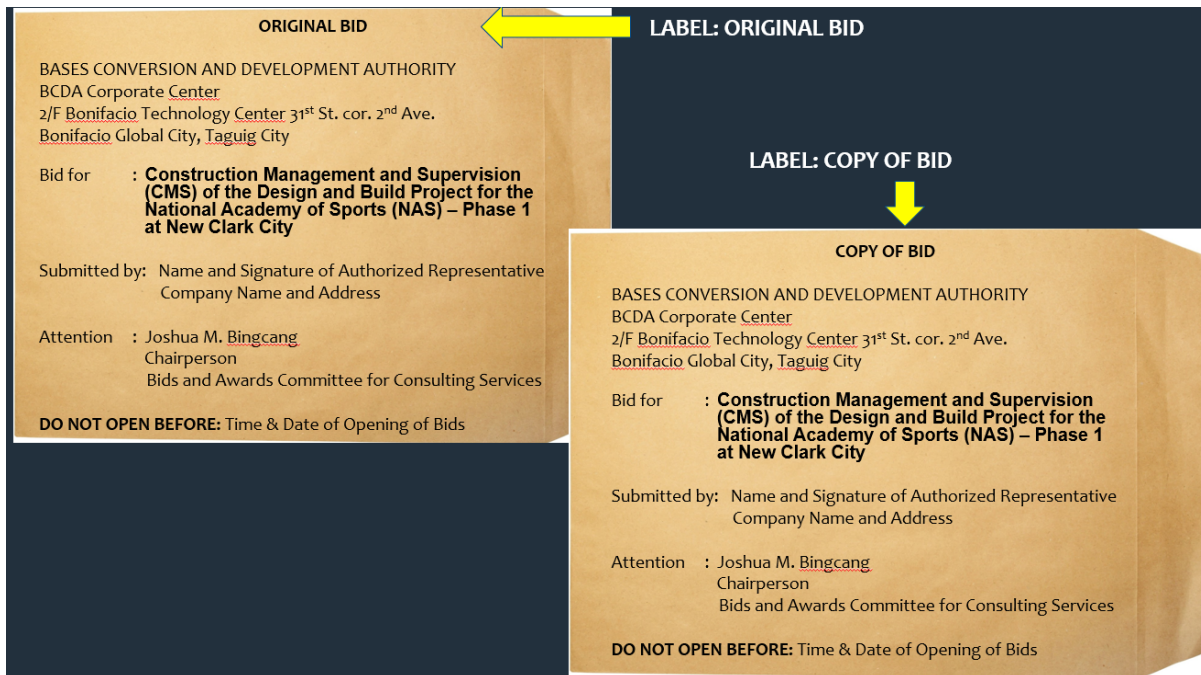 ORIGINAL BID
LABEL: ORIGINAL BID
BASES CONVERSION AND DEVELOPMENT AUTHORITY
BCDA Corporate Center
2/F Bonifacio Technology Center 31st St. cor. 2nd Ave.
Bonifacio Global City, Taguig City
Bid for : Construction Management and Supervision
(CMS) of the Design and Build Project for the
National Academy of Sports (NAS) – Phase 1
at New Clark City
Submitted by: Name and Signature of Authorized Representative
Company Name and Address
Attention : Joshua M. Bingcang
Chairperson
Bids and Awards Committee for Consulting Services
DO NOT OPEN BEFORE: Time & Date of Opening of Bids
LABEL: COPY OF BID
COPY OF BID
BASES CONVERSION AND DEVELOPMENT AUTHORITY
BCDA Corporate Center
2/F Bonifacio Technology Center 31st St. cor. 2nd Ave.
Bonifacio Global City, Taguig City
Bid for : Construction Management and Supervision
(CMS) of the Design and Build Project for the
National Academy of Sports (NAS) – Phase 1
at New Clark City
Submitted by: Name and Signature of Authorized Representative
Company Name and Address
Attention : Joshua M. Bingcang
Chairperson
Bids and Awards Committee for Consulting Services
DO NOT OPEN BEFORE: Time & Date of Opening of Bids